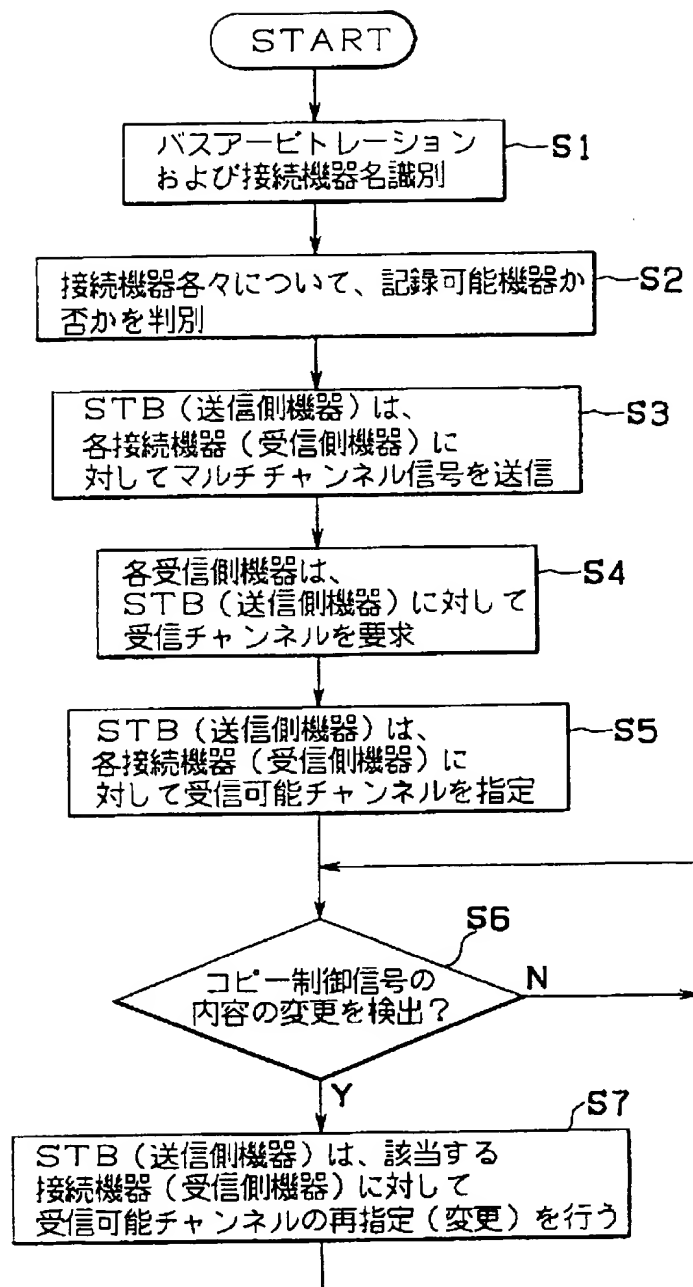 START
バスアービトレーション
および接続機器名識別
S1
接続機器各々について、記録可能機器か
否かを判別
S2
STB(送信側機器)は、
各接続機器(受信側機器)に
対してマルチチャンネル信号を送信
S3
各受信側機器は、
STB(送信側機器)に対して
受信チャンネルを要求
S4
STB(送信側機器)は、
各接続機器(受信側機器)に
対して受信可能チャンネルを指定
S5
S6
コピー制御信号の
内容の変更を検出?
N
Y
S7
STB(送信側機器)は、該当する
接続機器(受信側機器)に対して
受信可能チャンネルの再指定(変更)を行う